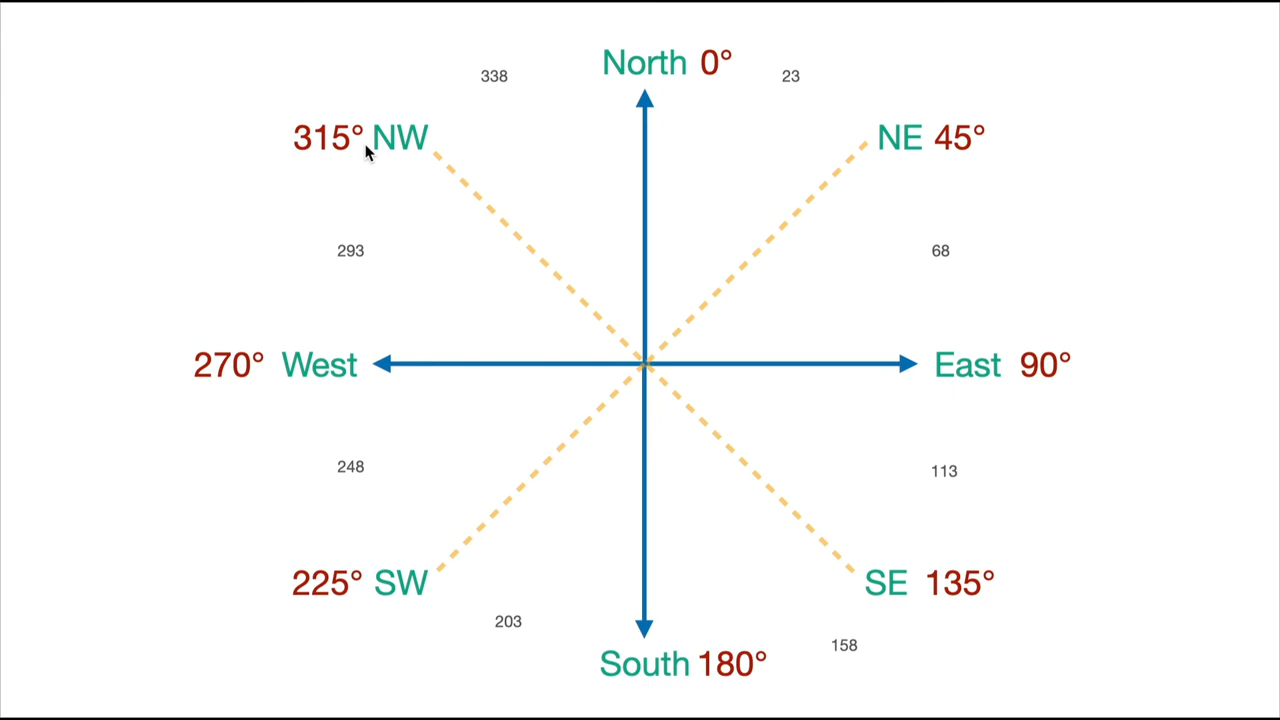 North 0°
338
23
315° NW
NE 45°
293
68
270° West
East 90°
248
113
225° SW
SE 135°
203
158
South 180°